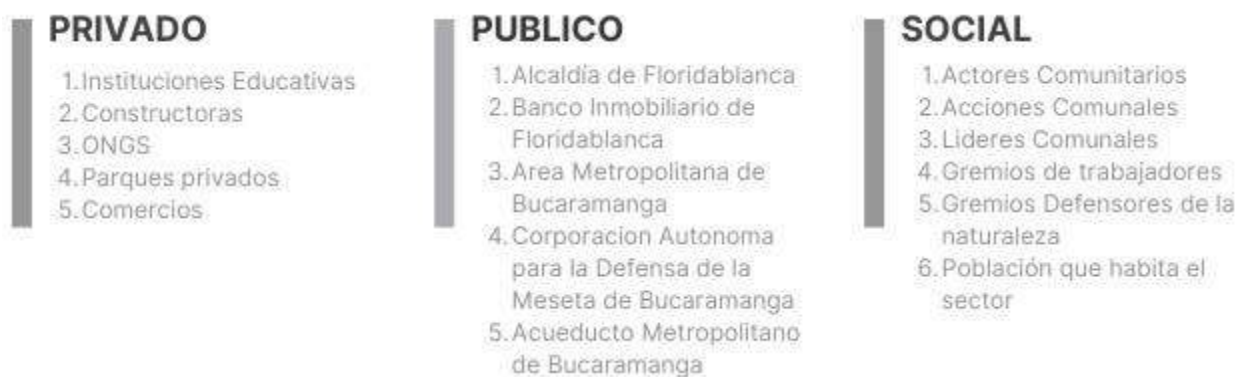 PRIVADO
1.Instituciones Educativas
2.Constructoras
3.ONGS
4.Parques privados
5.Comercios
PUBLICO
1.Alcaldía de Floridablanca
2.Banco Inmobiliario de
Floridablanca
3.Area Metropolitana de
Bucaramanga
4.Corporacion Autonoma
para la Defensa de la
Meseta de Bucaramanga
5.Acueducto Metropolitano
de Bucaramanga
SOCIAL
1.Actores Comunitarios
2.Acciones Comunales
3.Lideres Comunales
4.Gremios de trabajadores
5.Gremios Defensores de la
naturaleza
6.Población que habita el
sector